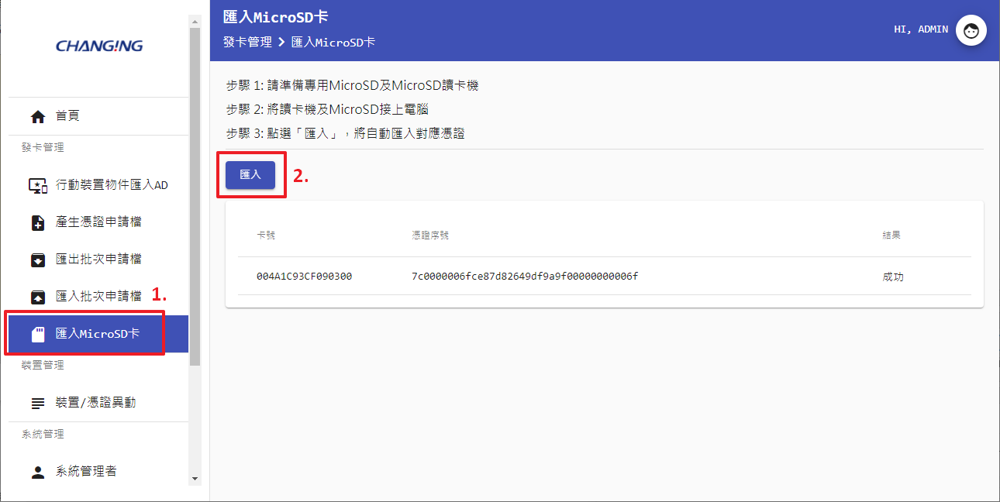 CHANG!NG
首頁
發卡管理
行動裝置物件匯入AD
產生憑證申請檔
匯出批次申請檔
匯入批次申請檔 1.
匯入MicroSD卡
裝置管理
裝置/憑證異動
系統管理
系統管理者
匯入MicroSD卡
發卡管理 > 匯入MicroSD卡
HI, ADMIN
步驟 1: 請準備專用MicroSD及MicroSD讀卡機
步驟 2: 將讀卡機及MicroSD接上電腦
步驟 3: 點選「匯入」，將自動匯入對應憑證
匯入 2.
卡號 憑證序號 結果
004A1C93CF090300 7c0000006fce87d82649df9a9f00000000006f 成功